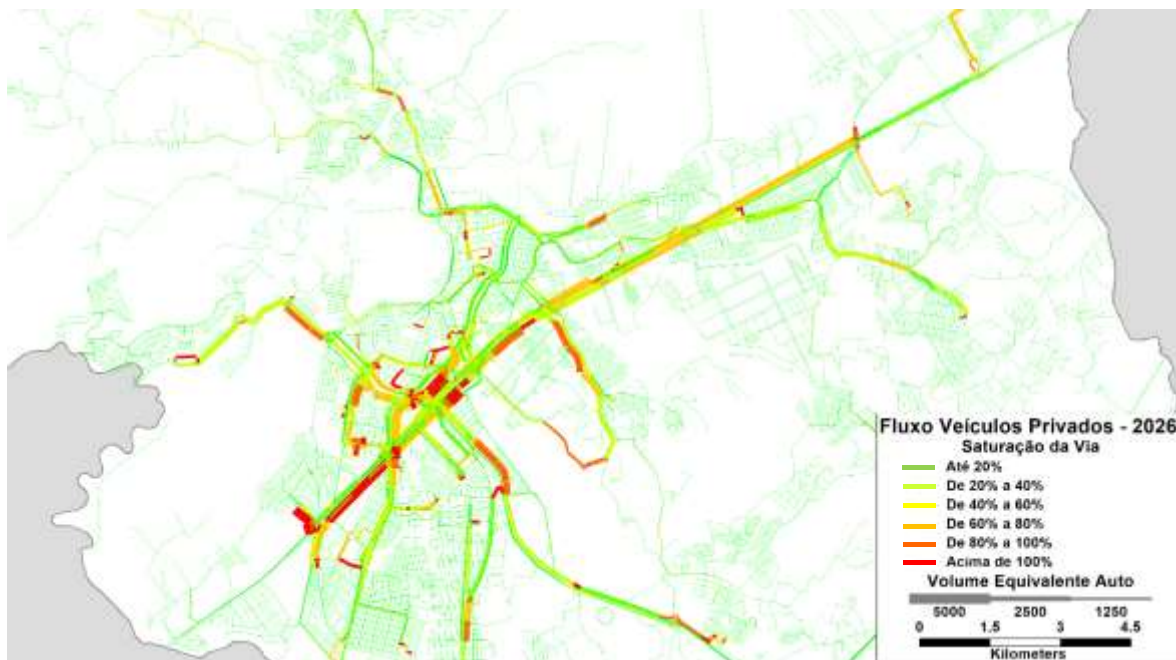 Fluxo Veículos Privados - 2026
Saturação da Via
Até 20%
De 20% a 40%
De 40% a 60%
De 60% a 80%
De 80% a 100%
Acima de 100%
Volume Equivalente Auto
5000 2500 1250
0 1.5 3 4.5
Kilometers